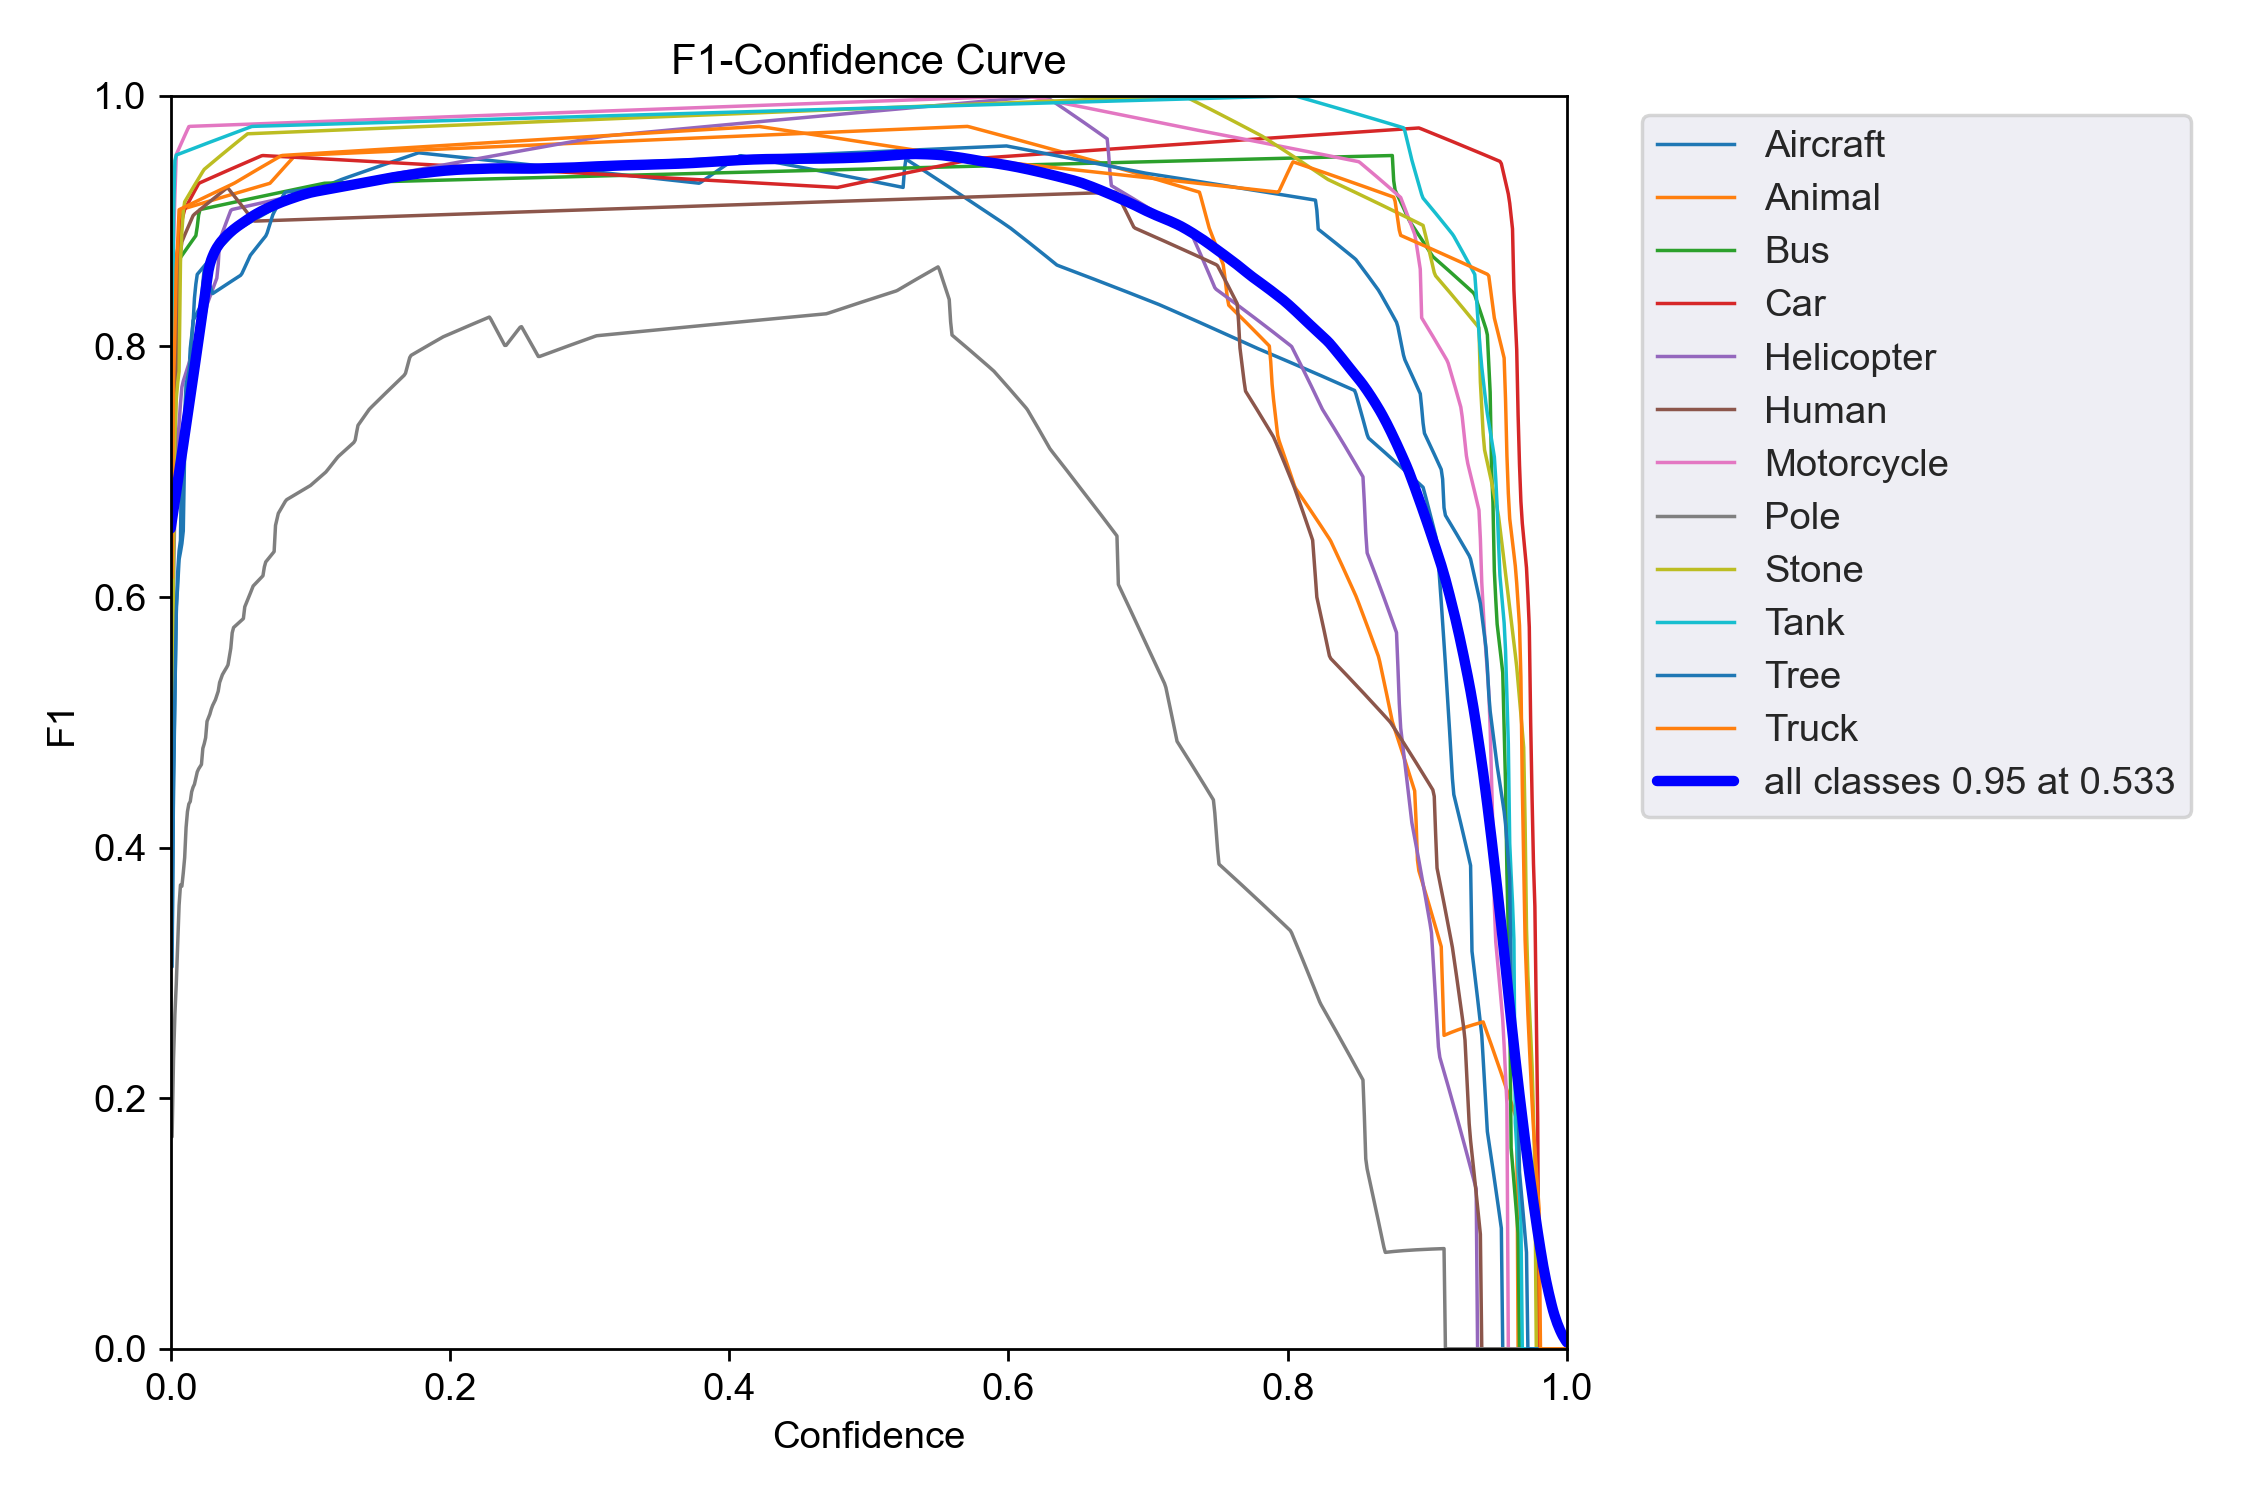 F1-Confidence Curve
1.0
0.8
0.6
0.4
0.2
0.0
F1
0.0 0.2 0.4 0.6 0.8 1.0
Confidence
Aircraft
Animal
Bus
Car
Helicopter
Human
Motorcycle
Pole
Stone
Tank
Tree
Truck
all classes 0.95 at 0.533